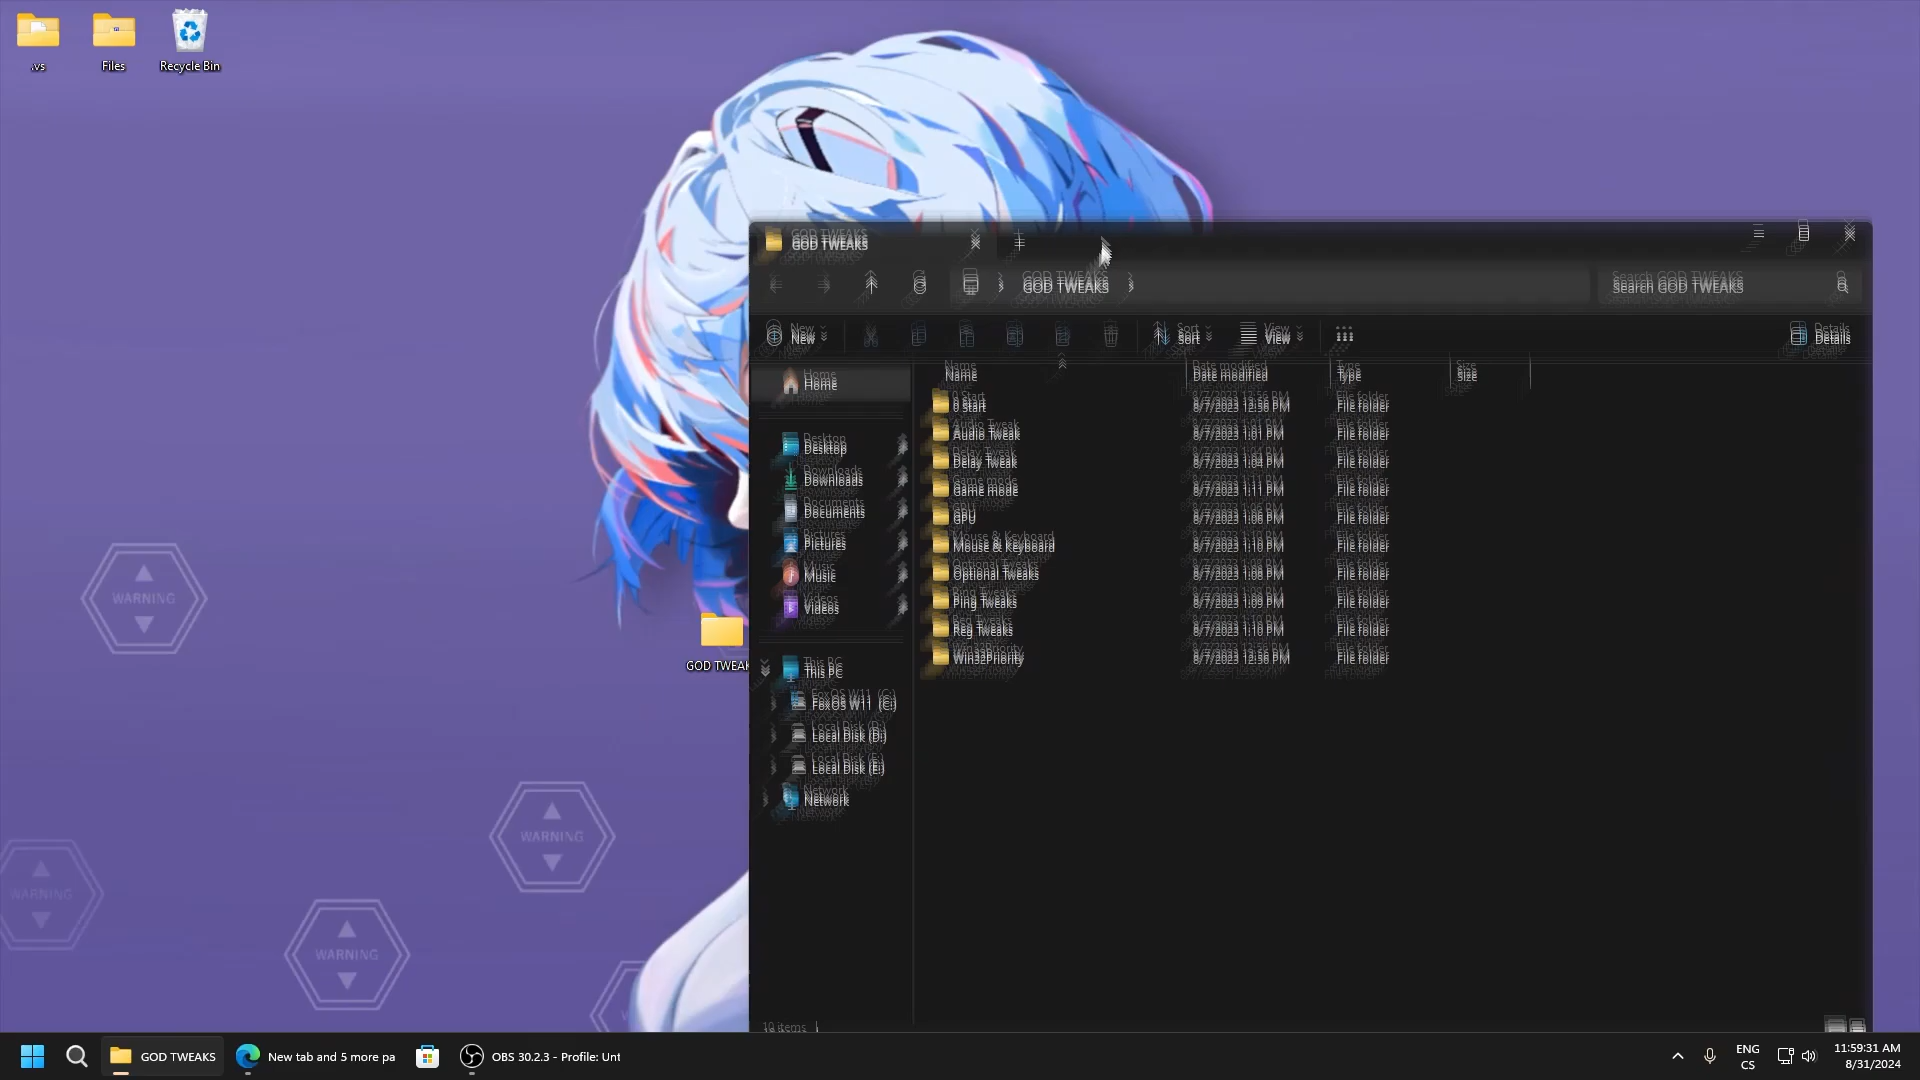 .vs
Files
Recycle Bin
WARNING
WARNING
WARNING
WARNING
GOD TWEAK
GOD TWEAKS
GOD TWEAKS
Search GOD TWEAKS
New
Sort
View
Details
Name
Date modified
Type
Size
Home
Desktop
Downloads
Documents
Pictures
Music
Videos
This PC
FoxOS W11 (C:)
Local Disk (D:)
Local Disk (E:)
Network
0 Start 8/7/2023 12:56 PM File folder
Audio Tweak 8/7/2023 1:01 PM File folder
Delay Tweak 8/7/2023 1:04 PM File folder
Game mode 8/7/2023 1:11 PM File folder
GPU 8/7/2023 1:06 PM File folder
Mouse & Keyboard 8/7/2023 1:10 PM File folder
Optional Tweaks 8/7/2023 1:08 PM File folder
Ping Tweaks 8/7/2023 1:09 PM File folder
Reg Tweaks 8/7/2023 1:10 PM File folder
Win32Priority 8/7/2023 12:56 PM File folder
10 items
GOD TWEAKS
New tab and 5 more pa
OBS 30.2.3 - Profile: Unt
ENG
CS
11:59:31 AM
8/31/2024